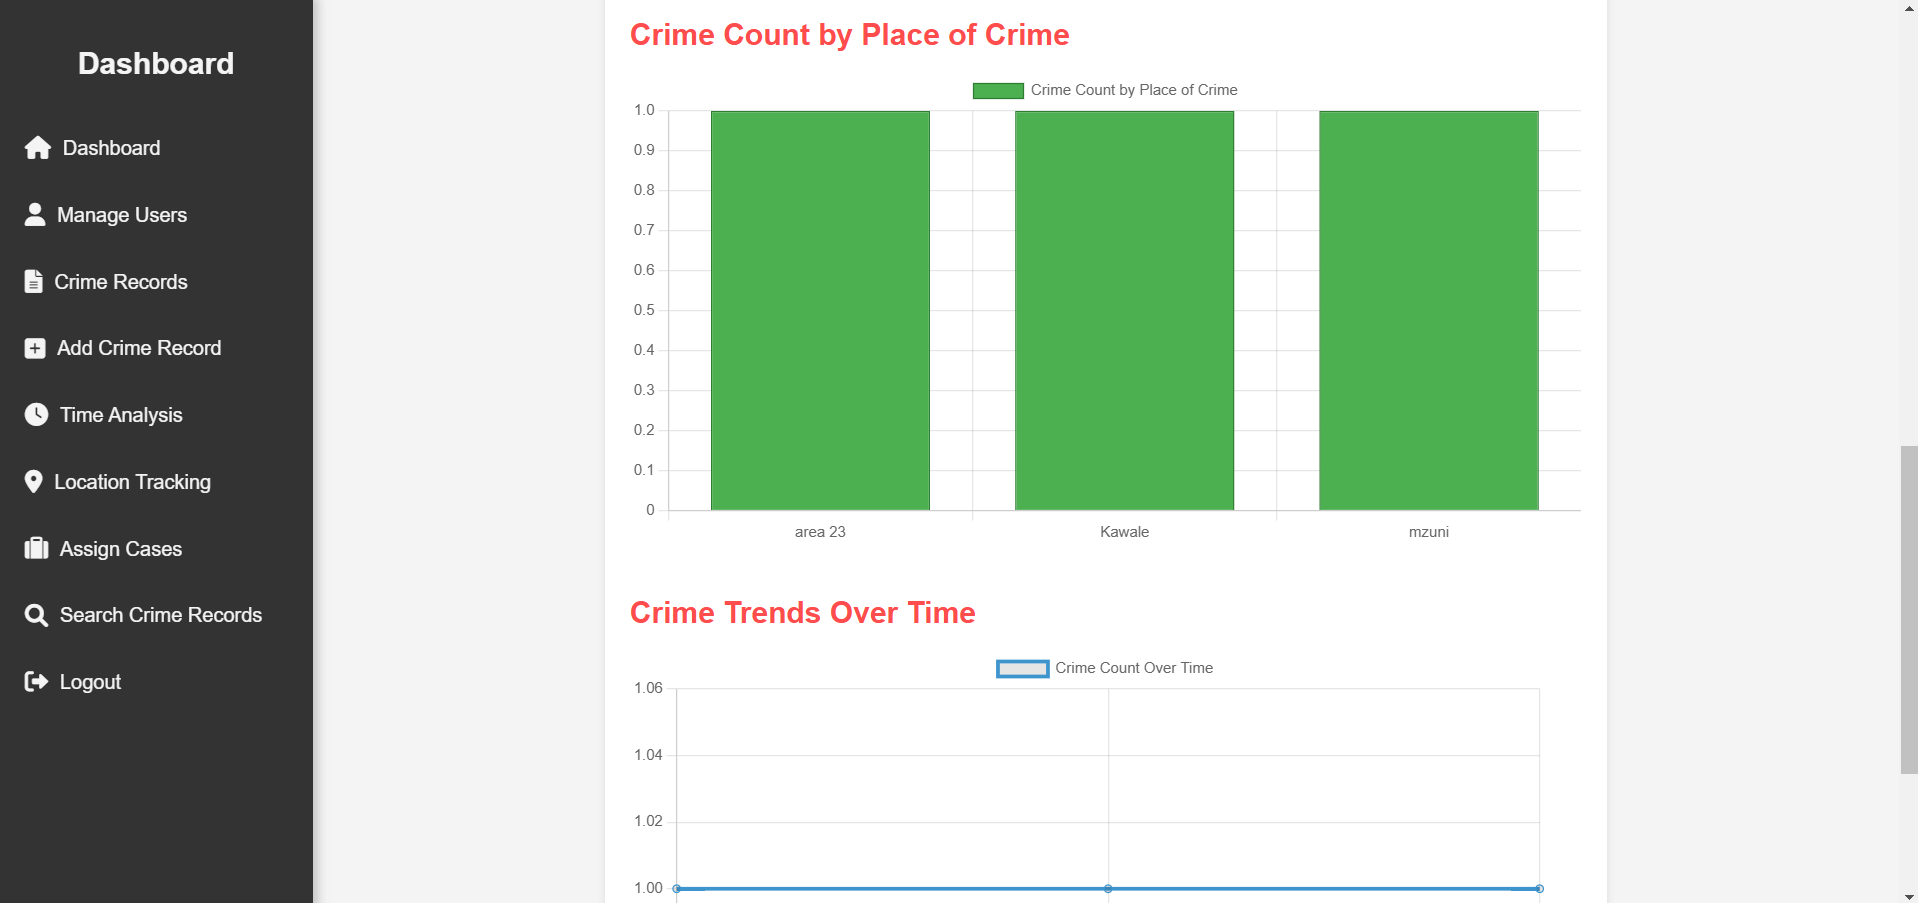 Dashboard
Dashboard
Manage Users
Crime Records
Add Crime Record
Time Analysis
Location Tracking
Assign Cases
Search Crime Records
Logout
Crime Count by Place of Crime
Crime Count by Place of Crime
1.0
0.9
0.8
0.7
0.6
0.5
0.4
0.3
0.2
0.1
0
area 23 Kawale mzuni
Crime Trends Over Time
Crime Count Over Time
1.06
1.04
1.02
1.00